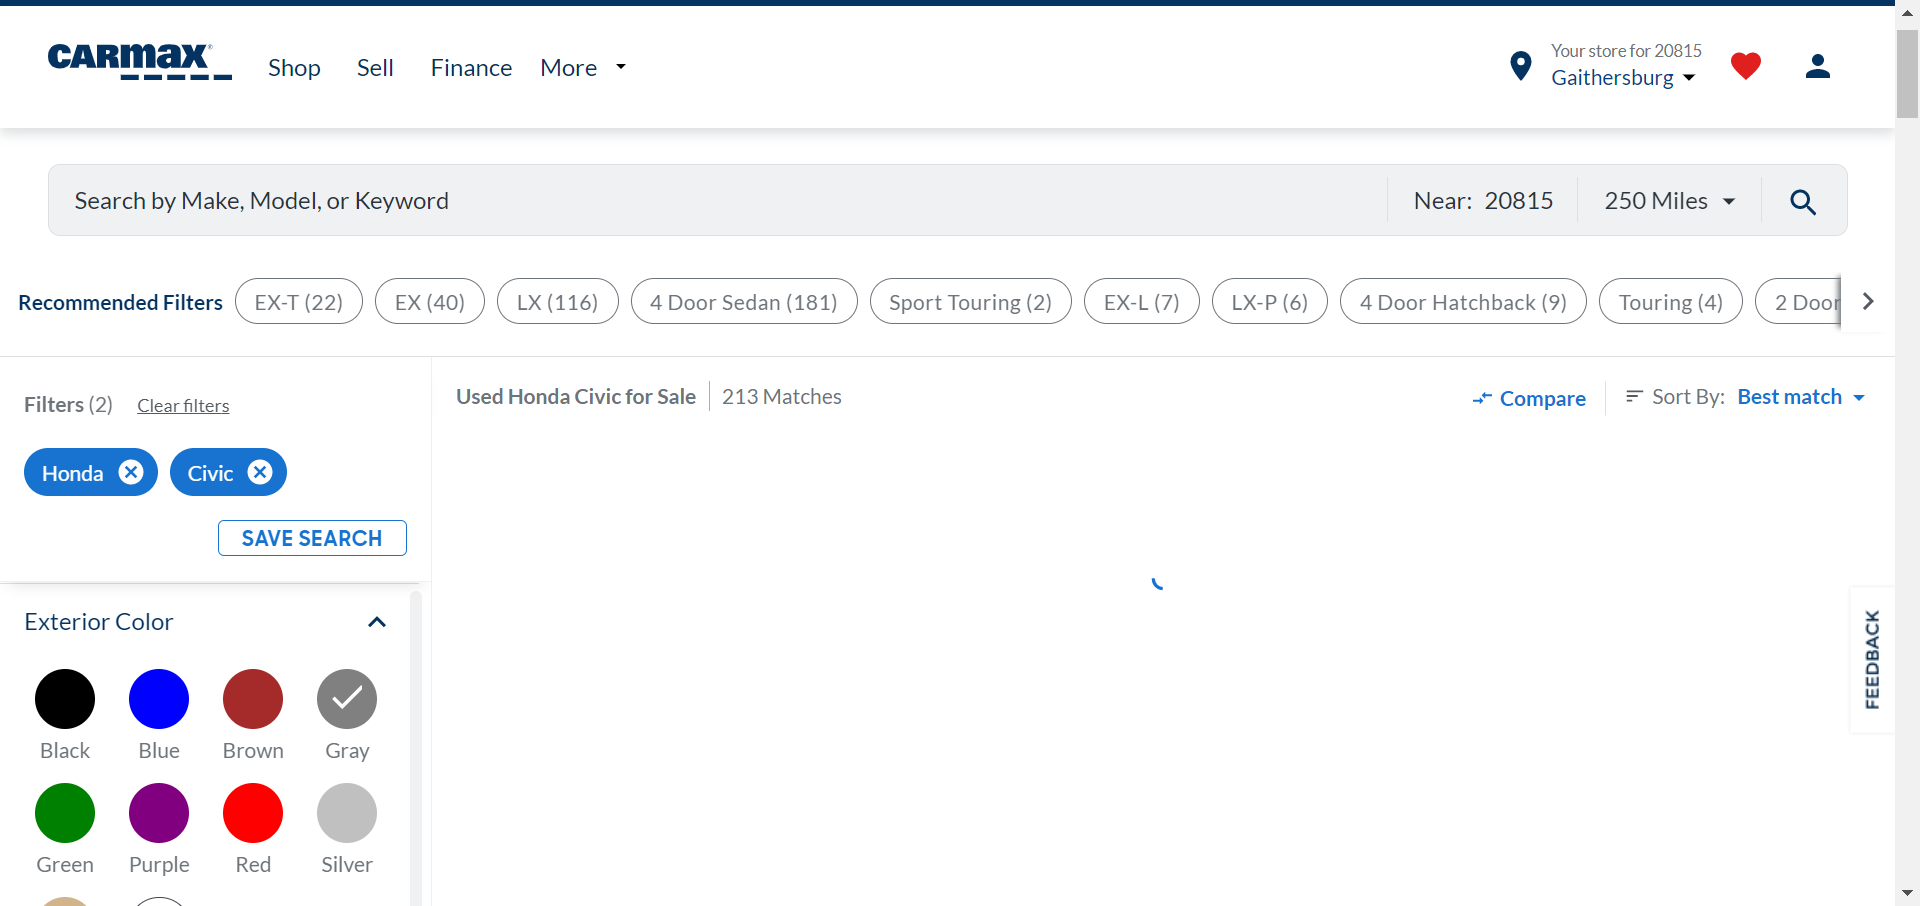 CARMAX
Shop Sell Finance More
Your store for 20815
Gaithersburg
Search by Make, Model, or Keyword
Near: 20815
250 Miles
Recommended Filters
EX-T (22)
EX (40)
LX (116)
4 Door Sedan (181)
Sport Touring (2)
EX-L (7)
LX-P (6)
4 Door Hatchback (9)
Touring (4)
2 Door
Filters (2)
Clear filters
Honda
Civic
SAVE SEARCH
Used Honda Civic for Sale
213 Matches
Compare
Sort By: Best match
Exterior Color
Black
Blue
Brown
Gray
Green
Purple
Red
Silver
FEEDBACK